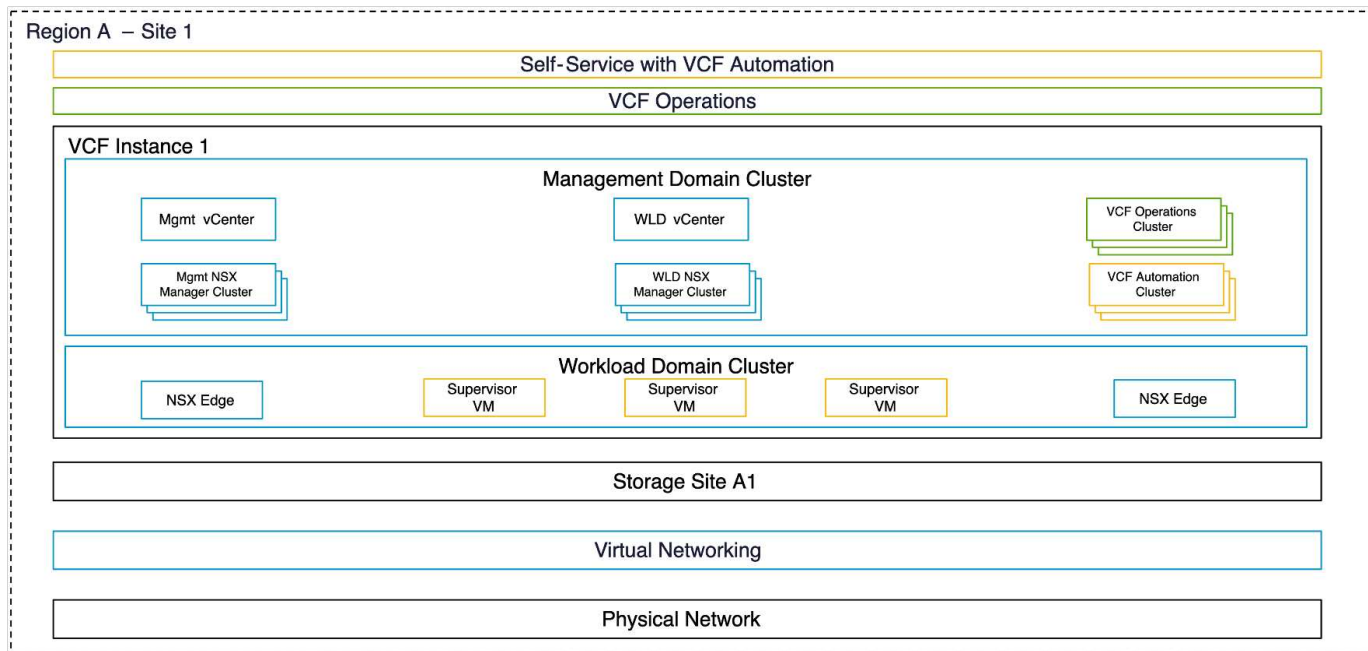 Region A – Site 1
Self-Service with VCF Automation
VCF Operations
VCF Instance 1
Management Domain Cluster
Mgmt vCenter
WLD vCenter
VCF Operations
Cluster
Mgmt NSX
Manager Cluster
WLD NSX
Manager Cluster
VCF Automation
Cluster
Workload Domain Cluster
NSX Edge
Supervisor
VM
Supervisor
VM
Supervisor
VM
NSX Edge
Storage Site A1
Virtual Networking
Physical Network